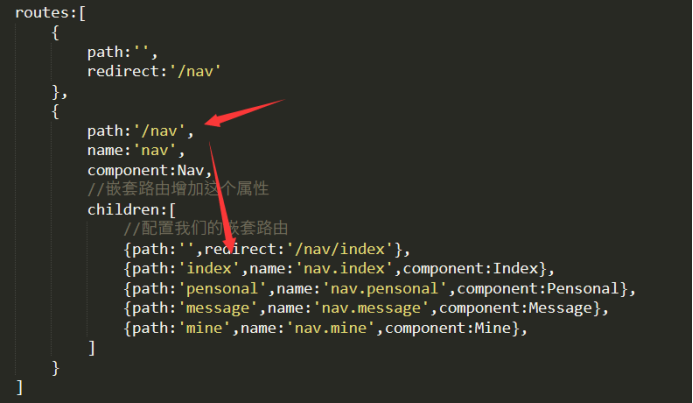 routes:[
{
path:'',
redirect:'/nav'
},
{
path:'/nav',
name:'nav',
component:Nav,
//嵌套路由增加这个属性
children:[
//配置我们的嵌套路由
{path:'',redirect:'/nav/index'},
{path:'index',name:'nav.index',component:Index},
{path:'pensonal',name:'nav.pensonal',component:Pensonal},
{path:'message',name:'nav.message',component:Message},
{path:'mine',name:'nav.mine',component:Mine},
]
}
]